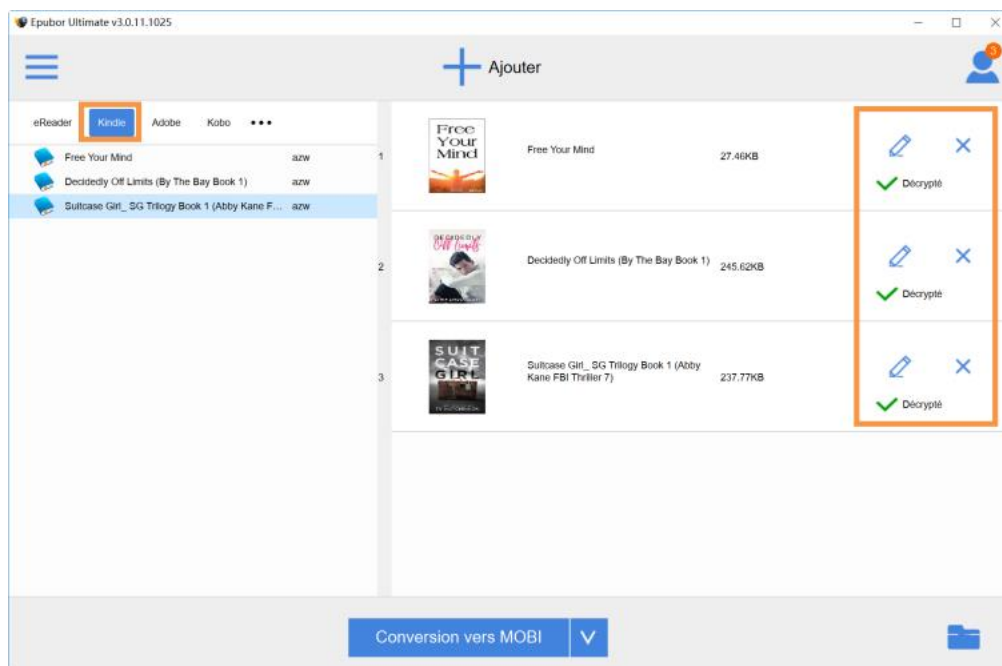 Epubor Ultimate v3.0.11.1025
Ajouter
3
eReader Kindle Adobe Kobo
Free Your Mind azw
Decidedly Off Limits (By The Bay Book 1) azw
Suitcase Girl_ SG Trilogy Book 1 (Abby Kane F... azw
1
Free
Your
Mind
Free Your Mind
27.46KB
Décrypté
2
DECIDEDLY
Off Limits
Decidedly Off Limits (By The Bay Book 1)
245.62KB
Décrypté
3
SUIT
CASE
GIRL
Suitcase Girl_ SG Trilogy Book 1 (Abby
Kane FBI Thriller 7)
237.77KB
Décrypté
Conversion vers MOBI